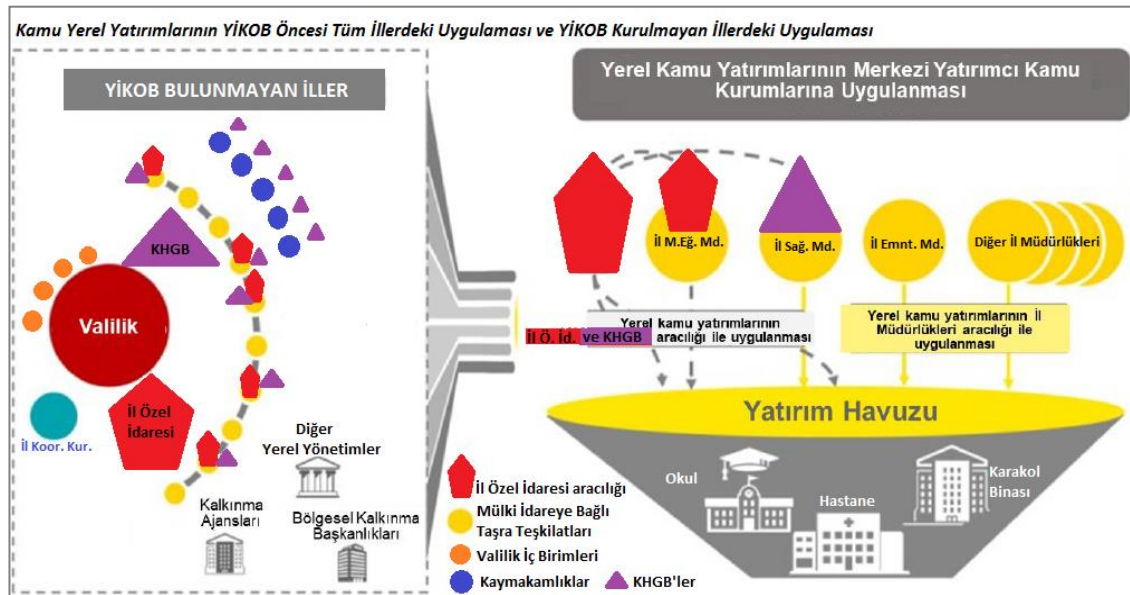 Kamu Yerel Yatırımlarının YİKOB Öncesi Tüm İllerdeki Uygulaması ve YİKOB Kurulmayan İllerdeki Uygulaması
YİKOB BULUNMAYAN İLLER
KHGB
Valilik
İl Özel
İdaresi
İl Koor. Kur.
Diğer
Yerel Yönetimler
Kalkınma
Ajansları
Bölgesel Kalkınma
Başkanlıkları
Yerel Kamu Yatırımlarının Merkezi Yatırımcı Kamu
Kurumlarına Uygulanması
İl M.Eğ. Md.
İl Sağ. Md.
İl Emnt. Md.
Diğer İl Müdürlükleri
Yerel kamu yatırımlarının
İl Ö. İd. ve KHGB aracılığı ile uygulanması
Yerel kamu yatırımlarının İl
Müdürlükleri aracılığı ile
uygulanması
Yatırım Havuzu
Okul
Hastane
Karakol
Binası
İl Özel İdaresi aracılığı
Mülki İdareye Bağlı
Taşra Teşkilatları
Valilik İç Birimleri
Kaymakamlıklar
KHGB'ler